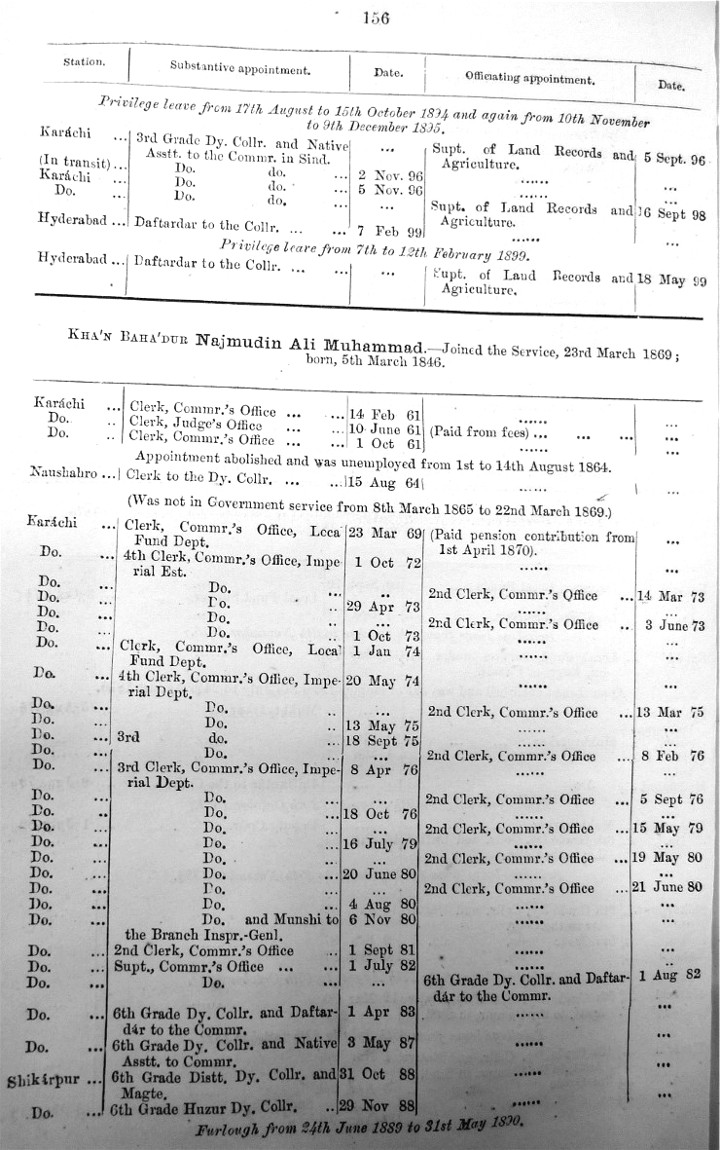 156
Station. Substantive appointment. Date. Officiating appointment. Date.
Privilege leave from 17th August to 15th October 1894 and again from 10th November
to 9th December 1895.
Karáchi ... 3rd Grade Dy. Collr. and Native ... Supt. of Land Records and 5 Sept. 96
Asstt. to the Commr. in Sind. Agriculture.
(In transit)... Do. do. ... 2 Nov. 96 ...... ...
Karáchi ... Do. do. ... 5 Nov. 96 ...... ...
Do. ... Do. do. ... ... Supt. of Land Records and 16 Sept 98
Agriculture.
Hyderabad ... Daftardar to the Collr. ... ... 7 Feb 99 ...... ...
Privilege leave from 7th to 12th February 1899.
Hyderabad ... Daftardar to the Collr. ... ... ... Supt. of Land Records and 18 May 99
Agriculture.
KHA'N BAHA'DUR Najmudin Ali Muhammad.—Joined the Service, 23rd March 1869;
born, 5th March 1846.
Karáchi ... Clerk, Commr.'s Office ... ... 14 Feb 61 ...... ...
Do. .. Clerk, Judge's Office ... 10 June 61 (Paid from fees) ... ... ... ...
Do. .. Clerk, Commr.'s Office ... ... 1 Oct 61 ...... ...
Appointment abolished and was unemployed from 1st to 14th August 1864.
Naushahro ... Clerk to the Dy. Collr. ... ... 15 Aug 64 ...... ...
(Was not in Government service from 8th March 1865 to 22nd March 1869.)
Karáchi ... Clerk, Commr.'s Office, Loca 23 Mar 69 (Paid pension contribution from ...
Fund Dept. 1st April 1870).
Do. ... 4th Clerk, Commr.'s Office, Impe- 1 Oct 72 ...... ...
rial Est.
Do. ... Do. ... .. 2nd Clerk, Commr.'s Office ... 14 Mar 73
Do. ... Do. .. 29 Apr 73 ...... ...
Do. ... Do. .. ... 2nd Clerk, Commr.'s Office .. 3 June 73
Do. ... Do. .. 1 Oct 73 ...... ...
Do. ... Clerk, Commr.'s Office, Local 1 Jan 74 ...... ...
Fund Dept.
Do. ... 4th Clerk, Commr.'s Office, Impe- 20 May 74 ...... ...
rial Dept.
Do. ... Do. .. ... 2nd Clerk, Commr.'s Office ... 13 Mar 75
Do. ... Do. .. 13 May 75 ...... ...
Do. ... 3rd do. ... 18 Sept 75 ...... ...
Do. ... Do. ... ... 2nd Clerk, Commr.'s Office ... 8 Feb 76
Do. ... 3rd Clerk, Commr.'s Office, Impe- 8 Apr 76 ...... ...
rial Dept.
Do. ... Do. ... ... 2nd Clerk, Commr.'s Office ... 5 Sept 76
Do. .. Do. ... 18 Oct 76 ...... ...
Do. ... Do. ... ... 2nd Clerk, Commr.'s Office ... 15 May 79
Do. ... Do. ... 16 July 79 ...... ...
Do. ... Do. ... ... 2nd Clerk, Commr.'s Office ... 19 May 80
Do. ... Do. ... 20 June 80 ...... ...
Do. ... Do. ... ... 2nd Clerk, Commr.'s Office ... 21 June 80
Do. ... Do. ... 4 Aug 80 ...... ...
Do. ... Do. and Munshi to 6 Nov 80 ...... ...
the Branch Inspr.-Genl.
Do. ... 2nd Clerk, Commr.'s Office .. 1 Sept 81 ...... ...
Do. ... Supt., Commr.'s Office ... ... ... 1 July 82 ...... ...
Do. ... Do. ... ... 6th Grade Dy. Collr. and Daftar- 1 Aug 82
dár to the Commr.
Do. ... 6th Grade Dy. Collr. and Daftar- 1 Apr 83 ...... ...
dár to the Commr.
Do. ... 6th Grade Dy. Collr. and Native 3 May 87 ...... ...
Asstt. to Commr.
Shikárpur ... 6th Grade Distt. Dy. Collr. and 31 Oct 88 ...... ...
Magte.
Do. ... 6th Grade Huzur Dy. Collr. .. 29 Nov 88 ...... ...
Furlough from 24th June 1889 to 31st May 1890.